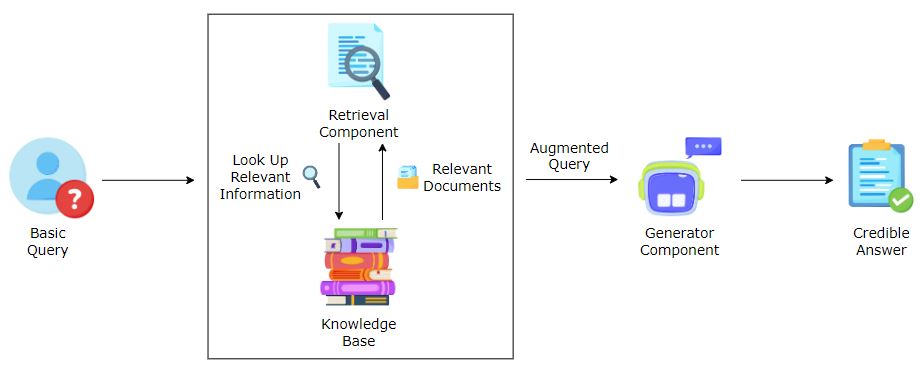 Basic
Query
Retrieval
Component
Look Up
Relevant
Information
Relevant
Documents
Knowledge
Base
Augmented
Query
?
Generator
Component
Credible
Answer